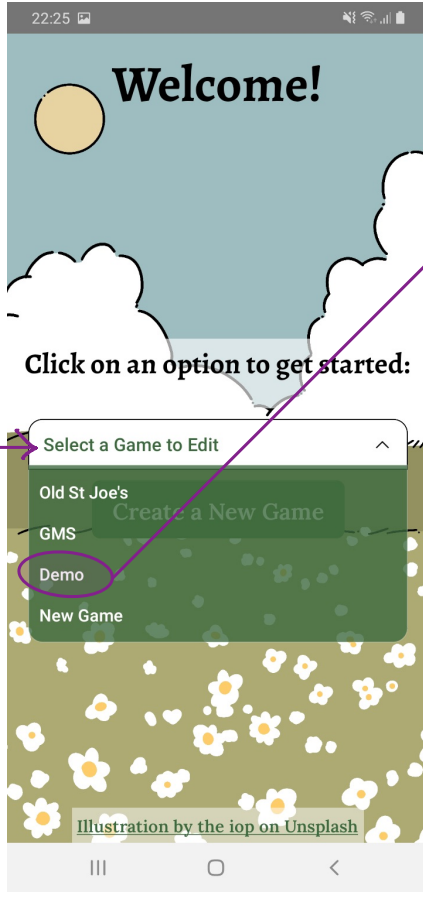 22:25
Welcome!
Click on an option to get started:
Select a Game to Edit
Old St Joe's
Create a New Game
GMS
Demo
New Game
Illustration by the iop on Unsplash